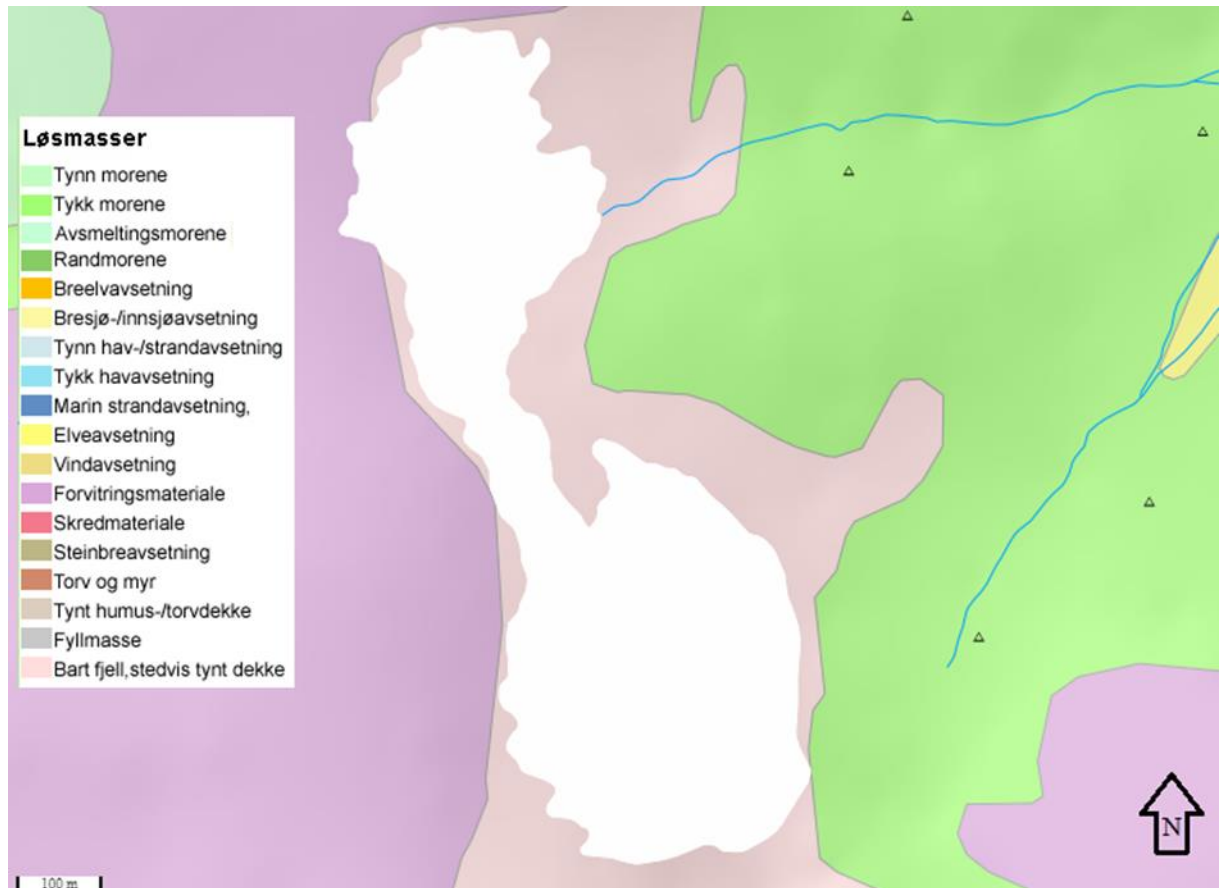 Løsmasser
Tynn morene
Tykk morene
Avsmeltingsmorene
Randmorene
Breelvavsetning
Bresjø-/innsjøavsetning
Tynn hav-/strandavsetning
Tykk havavsetning
Marin strandavsetning,
Elveavsetning
Vindavsetning
Forvitringsmateriale
Skredmateriale
Steinbreavsetning
Torv og myr
Tynt humus-/torvdekke
Fyllmasse
Bart fjell,stedvis tynt dekke
N
100 m